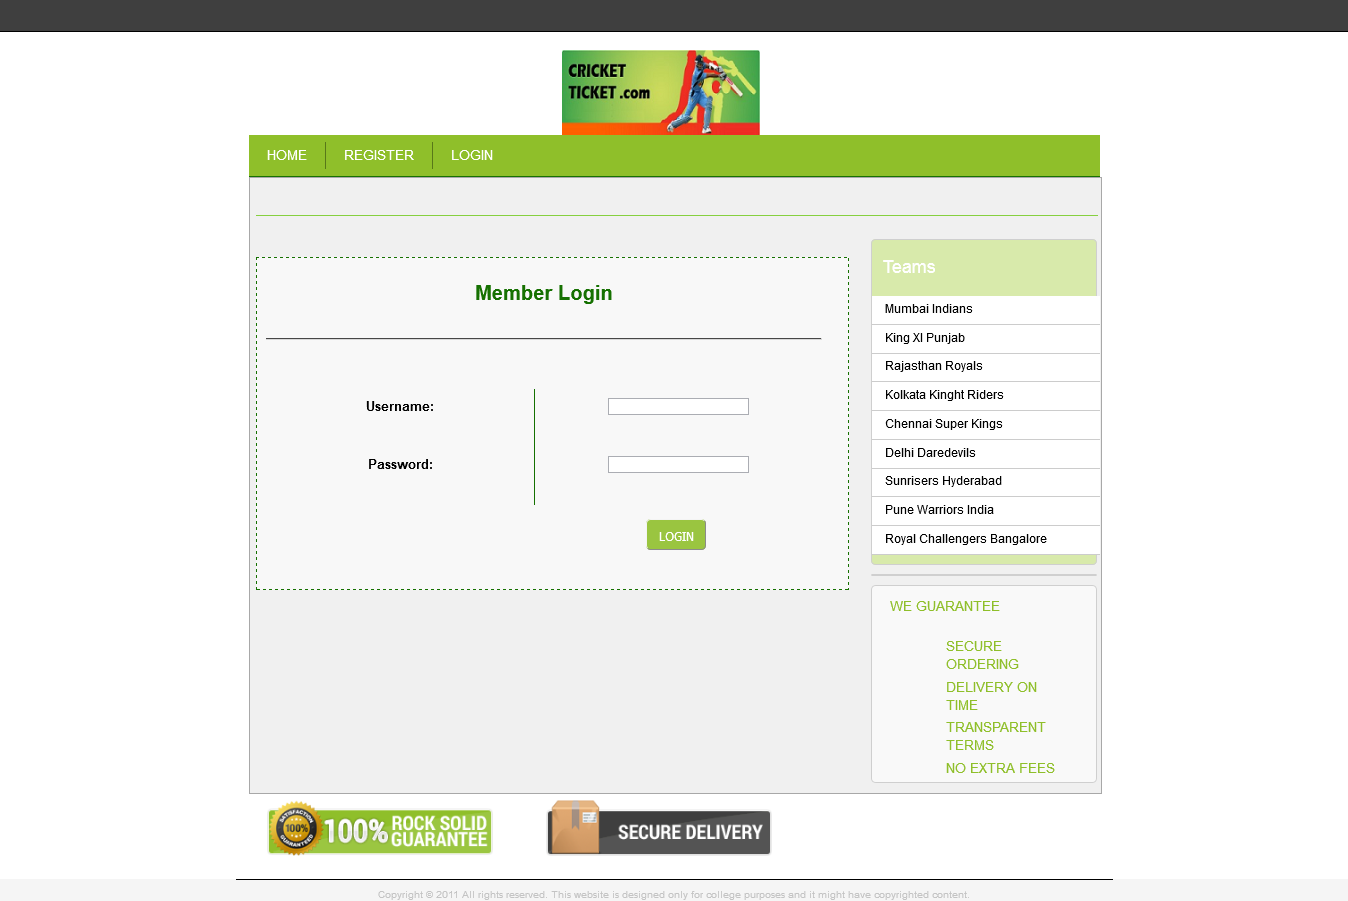 CRICKET
TICKET .com
HOME
REGISTER
LOGIN
Member Login
Username:
Password:
LOGIN
Teams
Mumbai Indians
King XI Punjab
Rajasthan Royals
Kolkata Kinght Riders
Chennai Super Kings
Delhi Daredevils
Sunrisers Hyderabad
Pune Warriors India
Royal Challengers Bangalore
WE GUARANTEE
SECURE
ORDERING
DELIVERY ON
TIME
TRANSPARENT
TERMS
NO EXTRA FEES
SATISFACTION
100%
GUARANTEED
100% ROCK SOLID
GUARANTEE
SECURE DELIVERY
Copyright © 2011 All rights reserved. This website is designed only for college purposes and it might have copyrighted content.